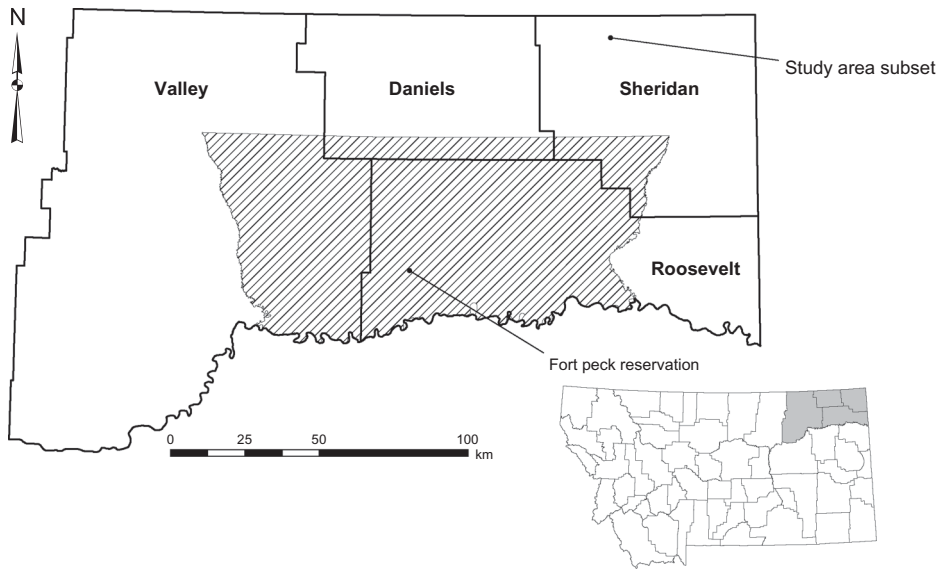 N
Valley
Daniels
Sheridan
Study area subset
Roosevelt
Fort peck reservation
0 25 50 100
km